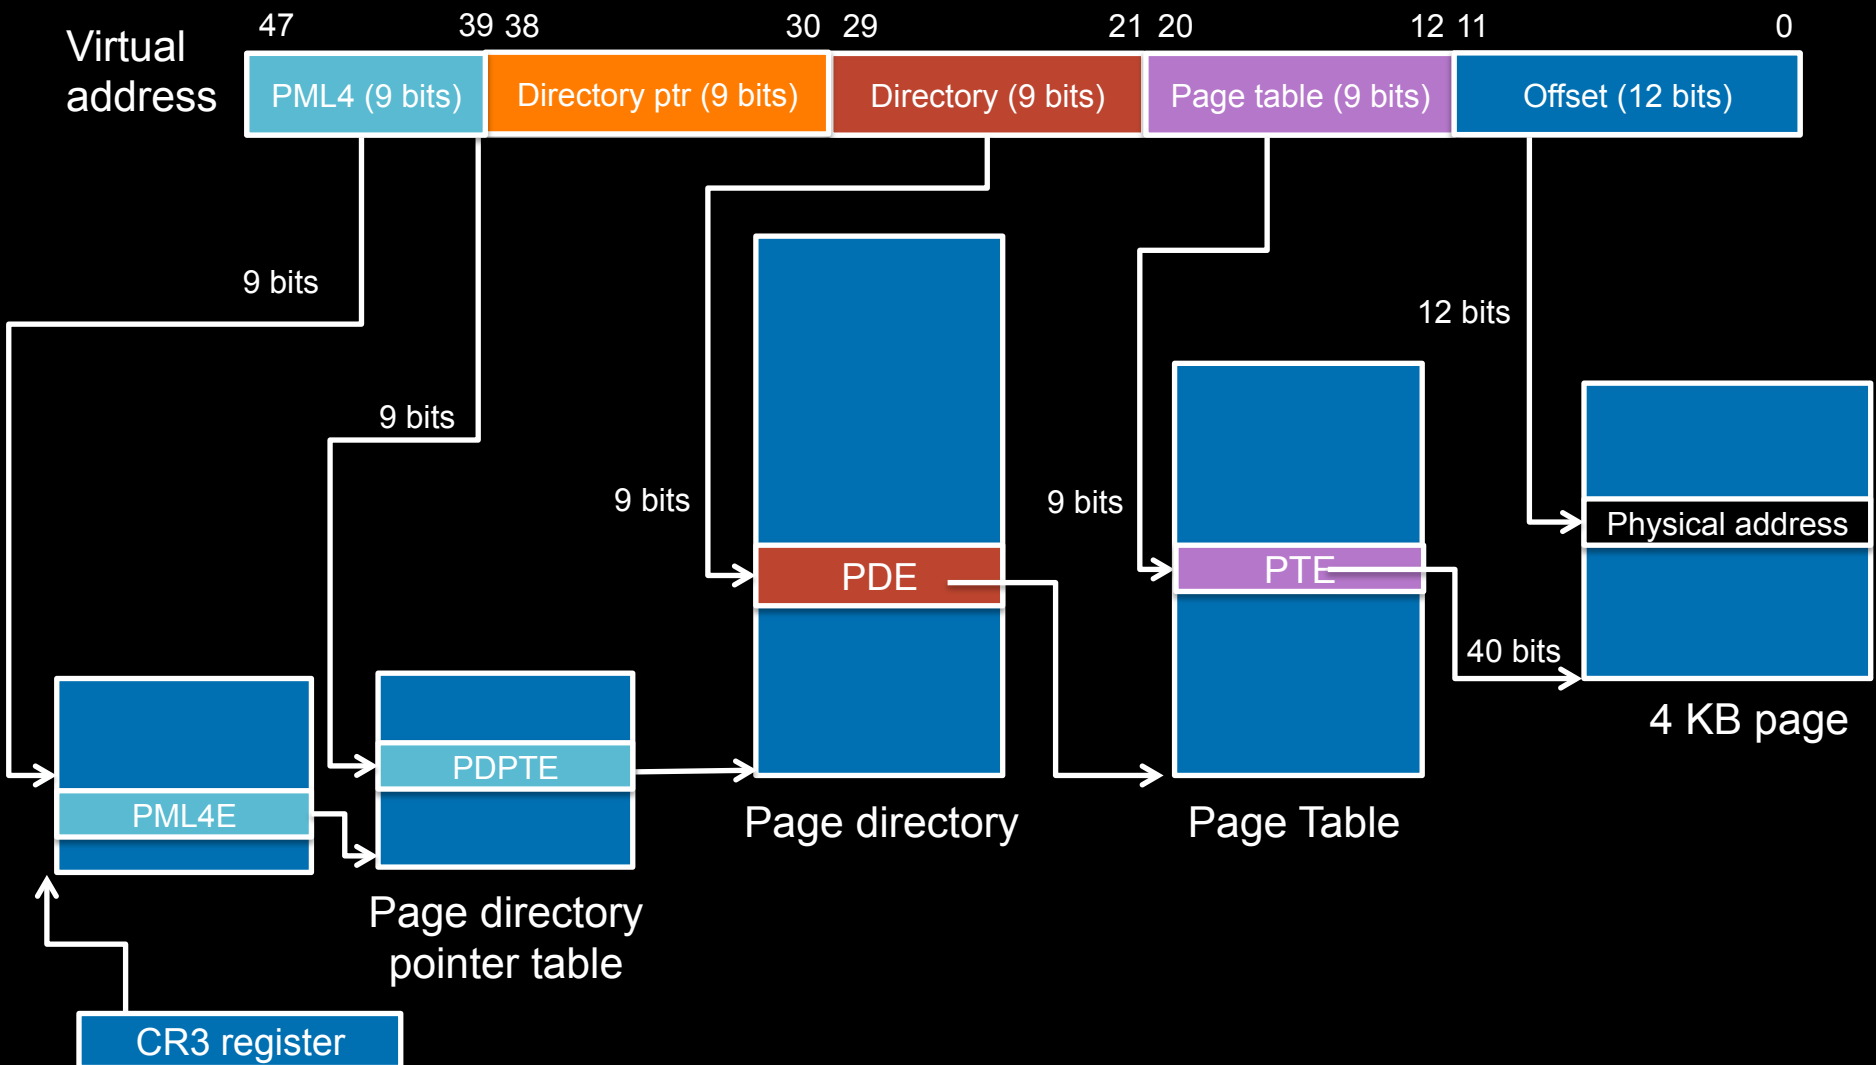 Virtual
address
47
39 38
30 29
21 20
12 11
0
PML4 (9 bits)
Directory ptr (9 bits)
Directory (9 bits)
Page table (9 bits)
Offset (12 bits)
9 bits
12 bits
9 bits
9 bits
9 bits
Physical address
PDE
PTE
40 bits
4 KB page
PDPTE
PML4E
Page directory
Page Table
Page directory
pointer table
CR3 register